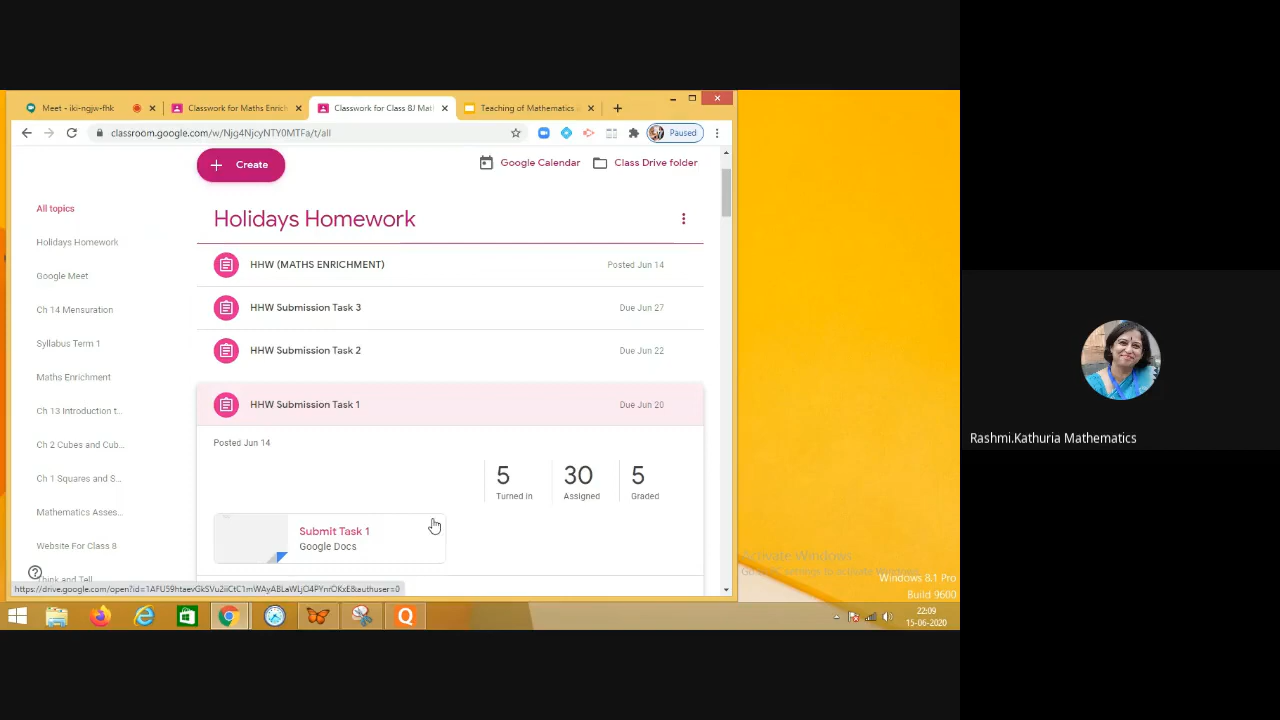 Meet - iki-ngjw-fhk
Classwork for Maths Enrich
Classwork for Class 8J Mat
Teaching of Mathematics
classroom.google.com/w/Njg4NjcyNTY0MTFa/t/all
Paused
Create
Google Calendar
Class Drive folder
All topics
Holidays Homework
Google Meet
Ch 14 Mensuration
Syllabus Term 1
Maths Enrichment
Ch 13 Introduction t...
Ch 2 Cubes and Cub...
Ch 1 Squares and S...
Mathematics Asses...
Website For Class 8
Think and Tell
Holidays Homework
HHW (MATHS ENRICHMENT) Posted Jun 14
HHW Submission Task 3 Due Jun 27
HHW Submission Task 2 Due Jun 22
HHW Submission Task 1 Due Jun 20
Posted Jun 14
5 30 5
Turned in Assigned Graded
Submit Task 1
Google Docs
Rashmi.Kathuria Mathematics
Activate Windows
Windows 8.1 Pro
Build 9600
22:09
15-06-2020